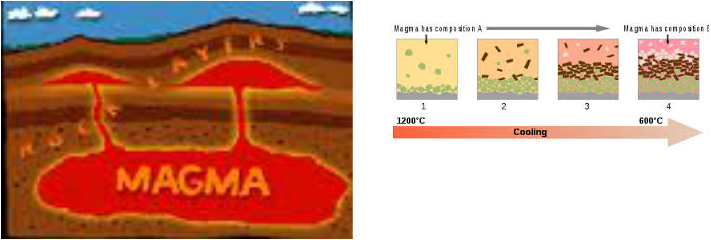 ROCK LAYERS
MAGMA
Magma has composition A
Magma has composition B
1
2
3
4
1200°C
600°C
Cooling